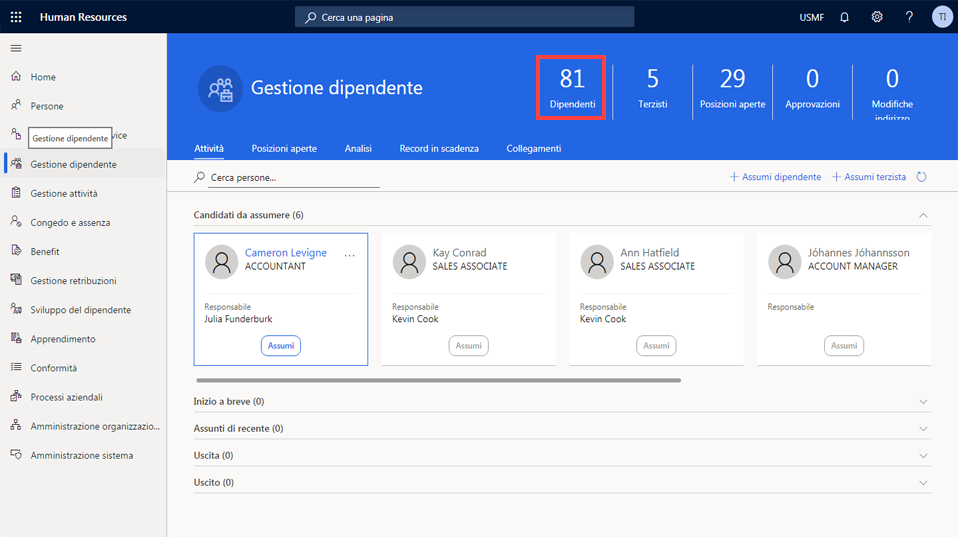 Human Resources
Cerca una pagina
USMF
?
TI
Home
Persone
Gestione dipendente
vice
Gestione dipendente
Gestione attività
Congedo e assenza
Benefit
Gestione retribuzioni
Sviluppo del dipendente
Apprendimento
Conformità
Processi aziendali
Amministrazione organizzazio...
Amministrazione sistema
Gestione dipendente
81
Dipendenti
5
Terzisti
29
Posizioni aperte
0
Approvazioni
0
Modifiche
indirizzo
Attività Posizioni aperte Analisi Record in scadenza Collegamenti
Cerca persone...
+ Assumi dipendente + Assumi terzista
Candidati da assumere (6)
Cameron Levigne ...
ACCOUNTANT
Responsabile
Julia Funderburk
Assumi
Kay Conrad
SALES ASSOCIATE
Responsabile
Kevin Cook
Assumi
Ann Hatfield
SALES ASSOCIATE
Responsabile
Kevin Cook
Assumi
Jóhannes Jóhannsson
ACCOUNT MANAGER
Responsabile
Assumi
Inizio a breve (0)
Assunti di recente (0)
Uscita (0)
Uscito (0)